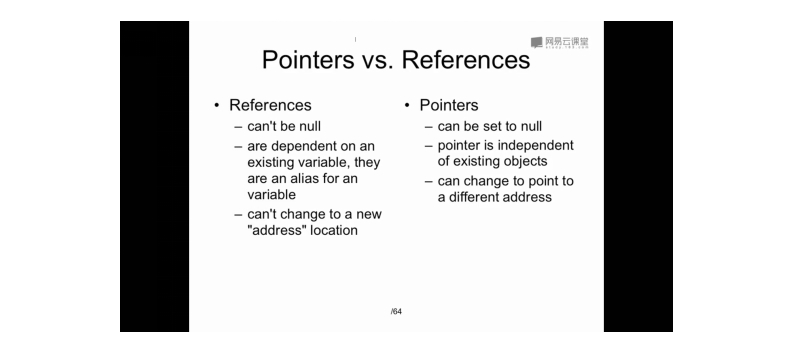 网易云课堂
Pointers vs. References
• References
– can't be null
– are dependent on an
existing variable, they
are an alias for an
variable
– can't change to a new
"address" location
• Pointers
– can be set to null
– pointer is independent
of existing objects
– can change to point to
a different address
/64